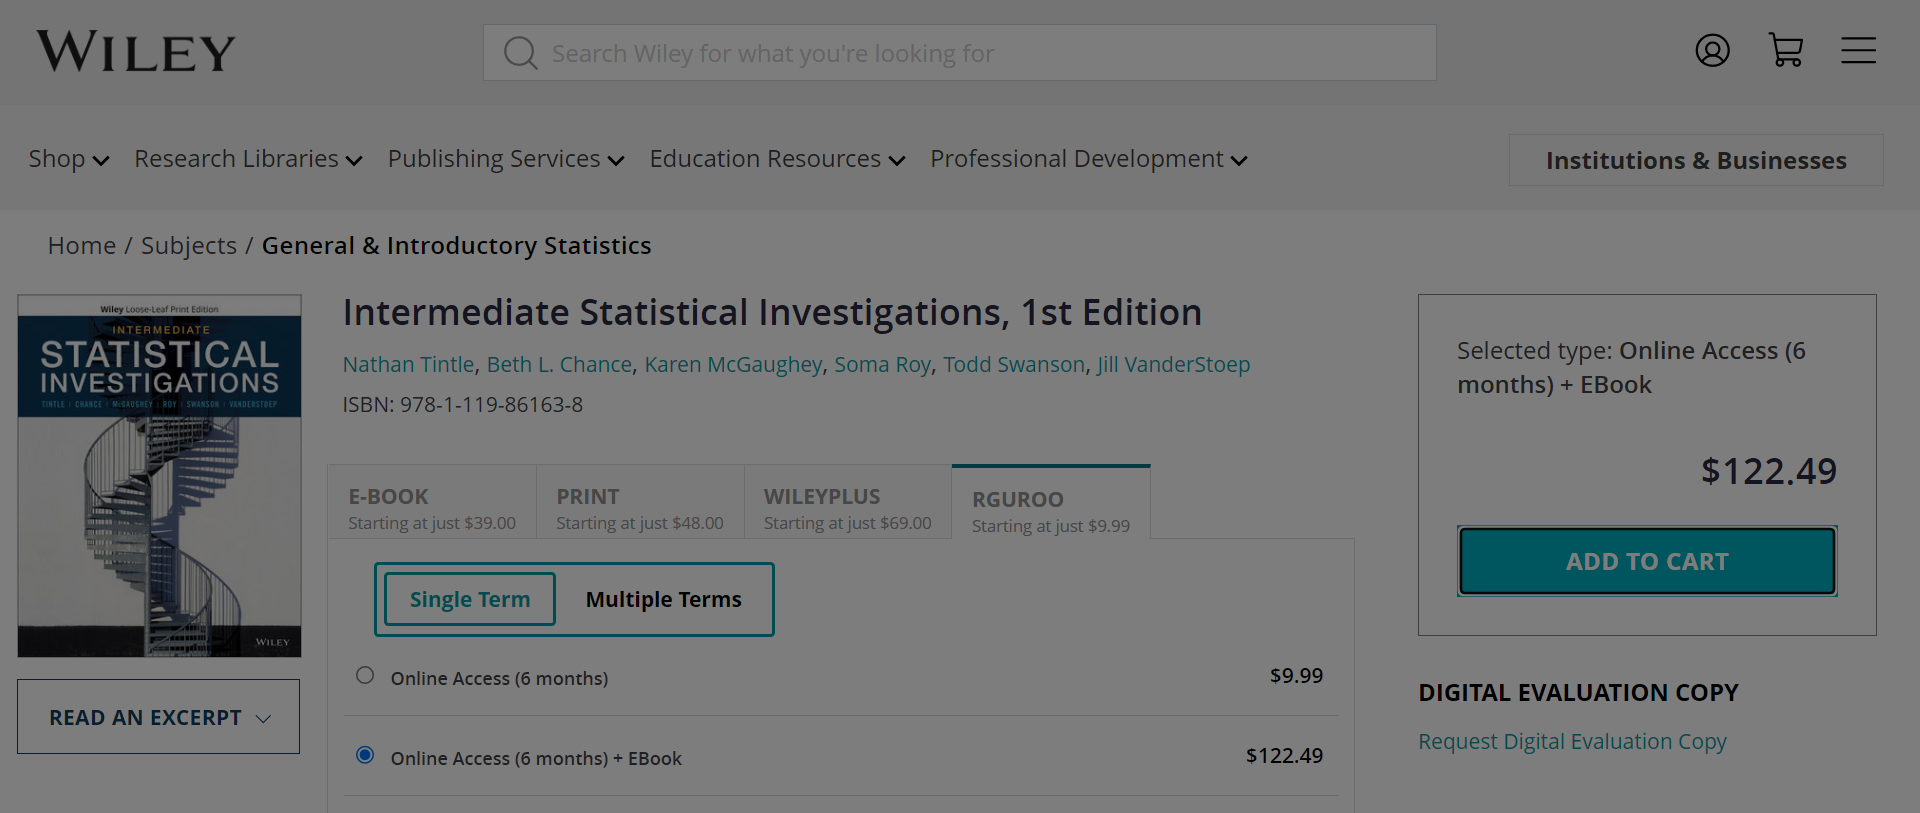 WILEY
Search Wiley for what you're looking for
Shop Research Libraries Publishing Services Education Resources Professional Development
Institutions & Businesses
Home / Subjects / General & Introductory Statistics
Wiley Loose-Leaf Print Edition
INTERMEDIATE
STATISTICAL
INVESTIGATIONS
TINTLE | CHANCE | McGAUGHEY | ROY | SWANSON | VANDERSTOEP
WILEY
READ AN EXCERPT
Intermediate Statistical Investigations, 1st Edition
Nathan Tintle, Beth L. Chance, Karen McGaughey, Soma Roy, Todd Swanson, Jill VanderStoep
ISBN: 978-1-119-86163-8
E-BOOK
Starting at just $39.00
PRINT
Starting at just $48.00
WILEYPLUS
Starting at just $69.00
RGUROO
Starting at just $9.99
Single Term
Multiple Terms
Online Access (6 months) $9.99
Online Access (6 months) + EBook $122.49
Selected type: Online Access (6
months) + EBook
$122.49
ADD TO CART
DIGITAL EVALUATION COPY
Request Digital Evaluation Copy